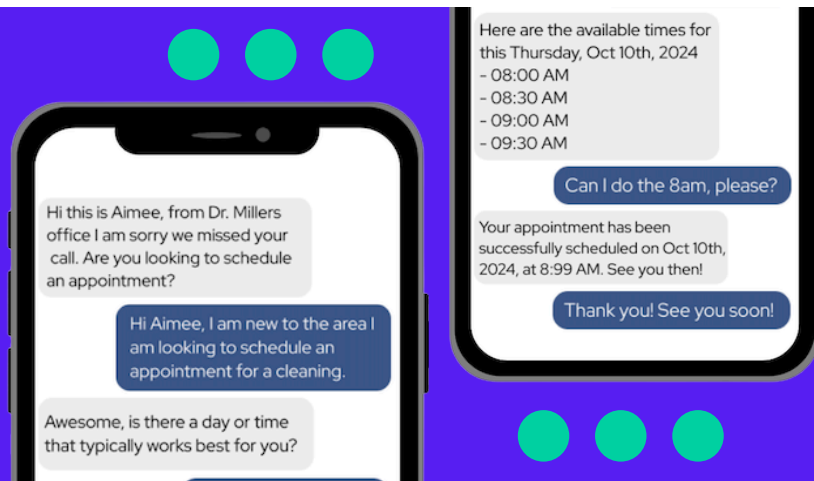 Hi this is Aimee, from Dr. Millers
office I am sorry we missed your
call. Are you looking to schedule
an appointment?
Hi Aimee, I am new to the area I
am looking to schedule an
appointment for a cleaning.
Awesome, is there a day or time
that typically works best for you?
Here are the available times for
this Thursday, Oct 10th, 2024
- 08:00 AM
- 08:30 AM
- 09:00 AM
- 09:30 AM
Can I do the 8am, please?
Your appointment has been
successfully scheduled on Oct 10th,
2024, at 8:99 AM. See you then!
Thank you! See you soon!